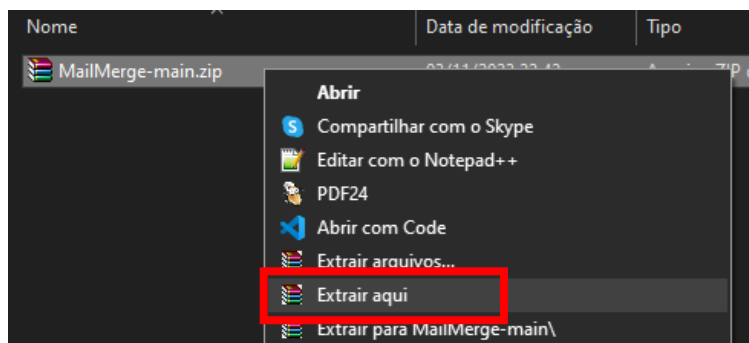 Nome Data de modificação Tipo
MailMerge-main.zip
Abrir
Compartilhar com o Skype
Editar com o Notepad++
PDF24
Abrir com Code
Extrair arquivos...
Extrair aqui
Extrair para MailMerge-main\